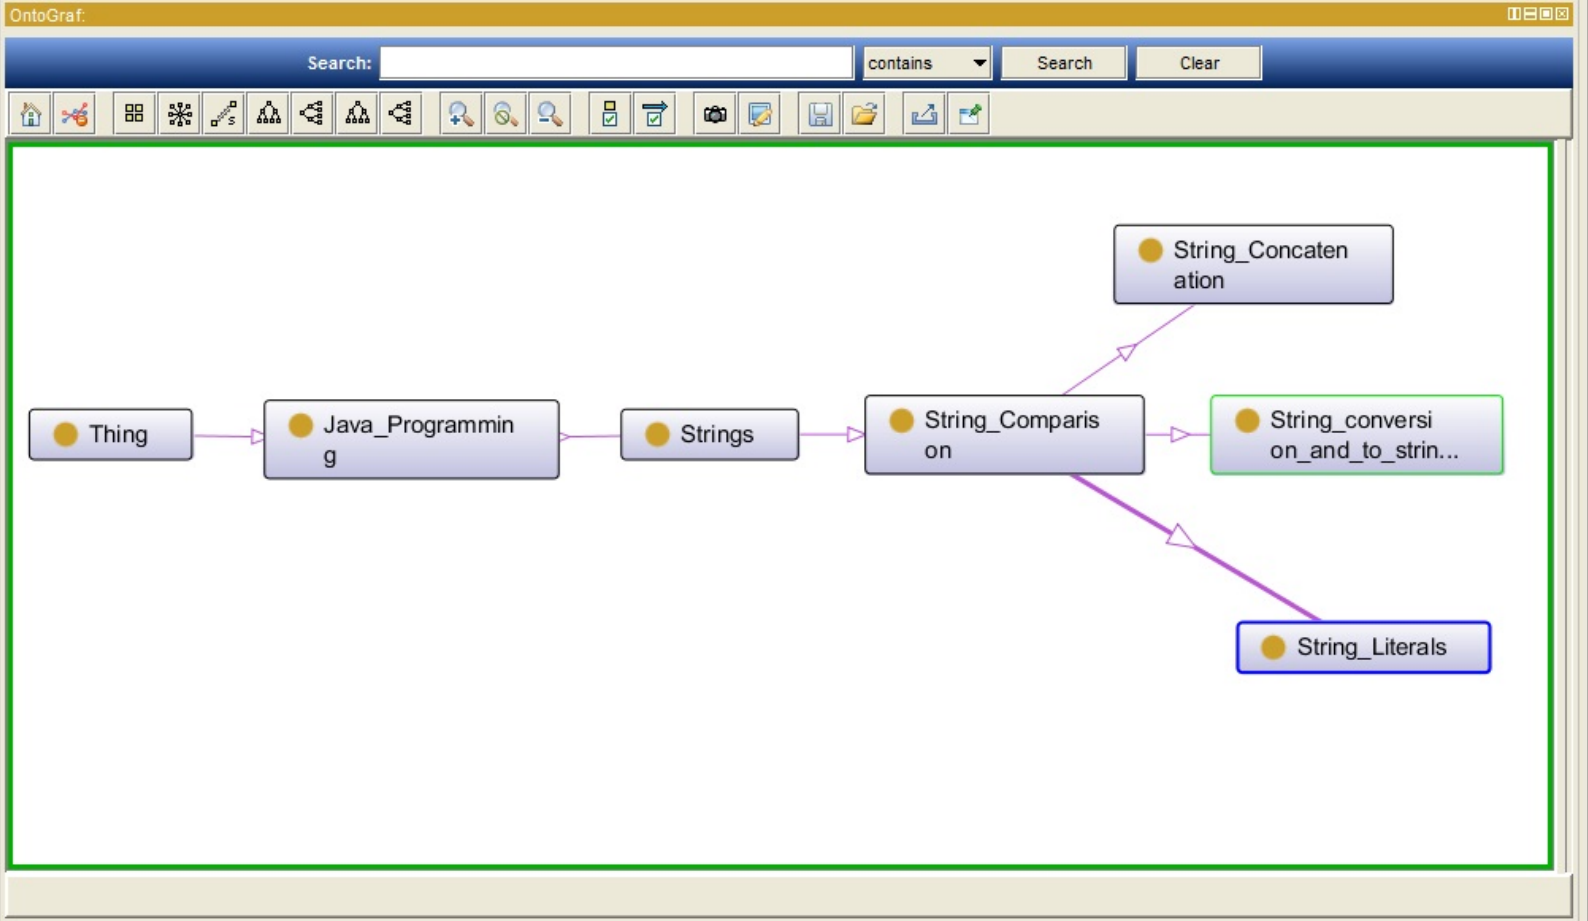 OntoGraf:
Search:
contains
Search
Clear
String_Concaten
ation
Thing
Java_Programmin
g
Strings
String_Comparis
on
String_conversi
on_and_to_strin...
String_Literals